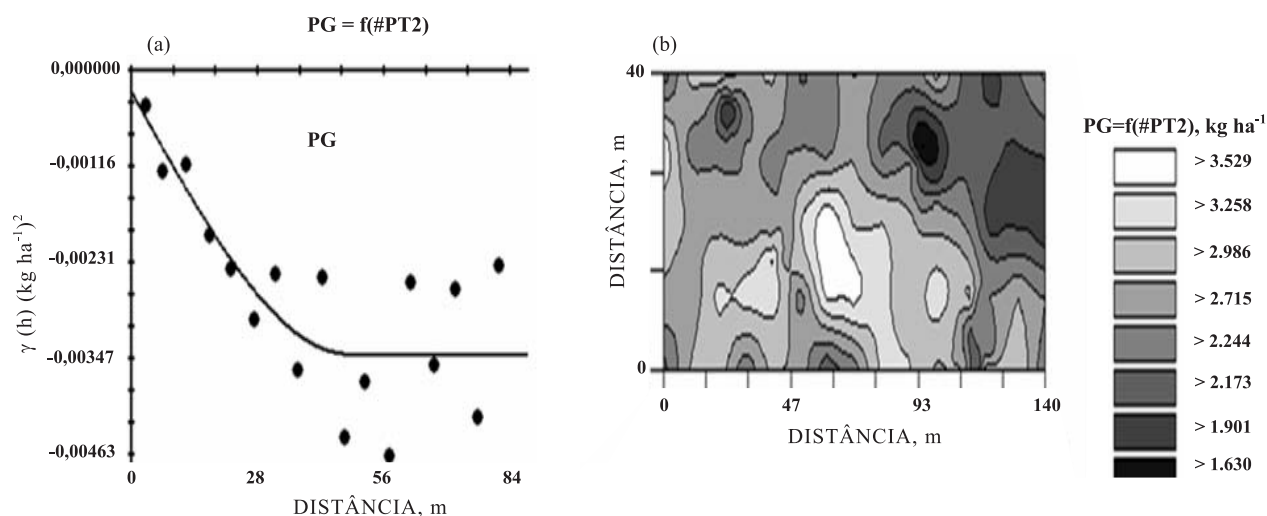 PG = f(#PT2)
(a)
0,000000
-0,00116
-0,00231
-0,00347
-0,00463
γ (h) (kg ha-1)2
PG
0 28 56 84
DISTÂNCIA, m
(b)
40
0
DISTÂNCIA, m
0 47 93 140
DISTÂNCIA, m
PG=f(#PT2), kg ha-1
> 3.529
> 3.258
> 2.986
> 2.715
> 2.244
> 2.173
> 1.901
> 1.630